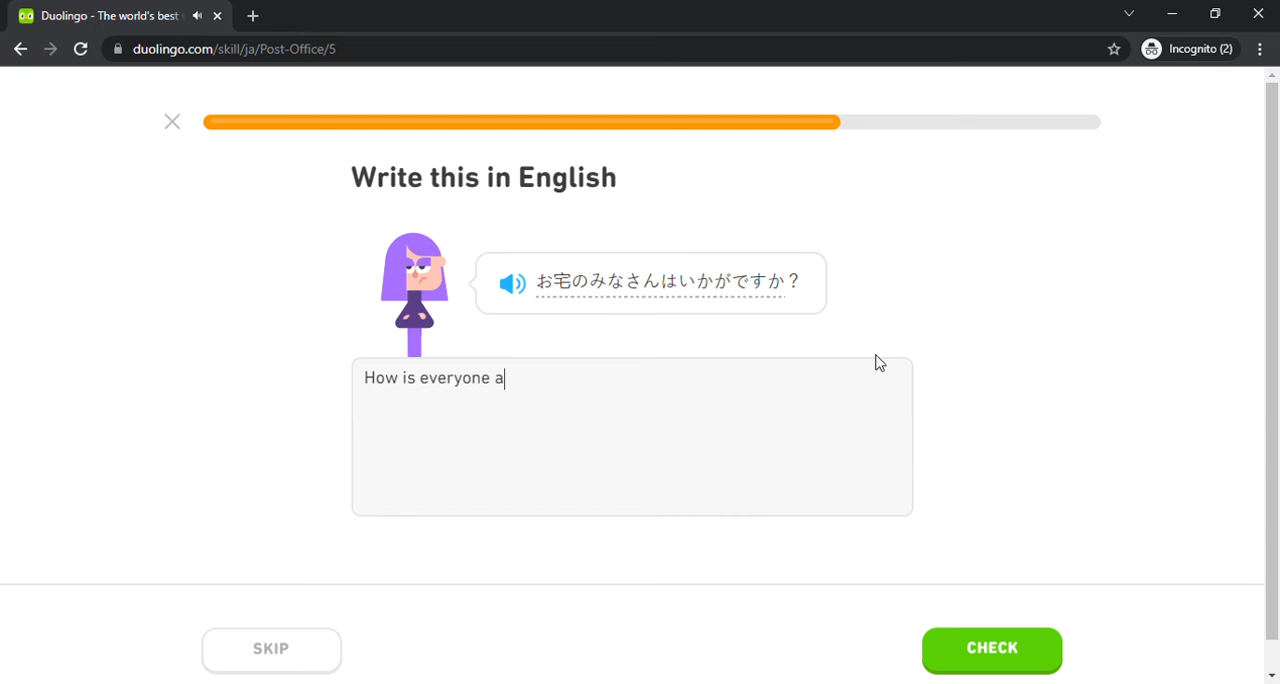 Duolingo - The world's best
duolingo.com/skill/ja/Post-Office/5
Incognito (2)
Write this in English
お宅のみなさんはいかがですか？
How is everyone a
SKIP
CHECK